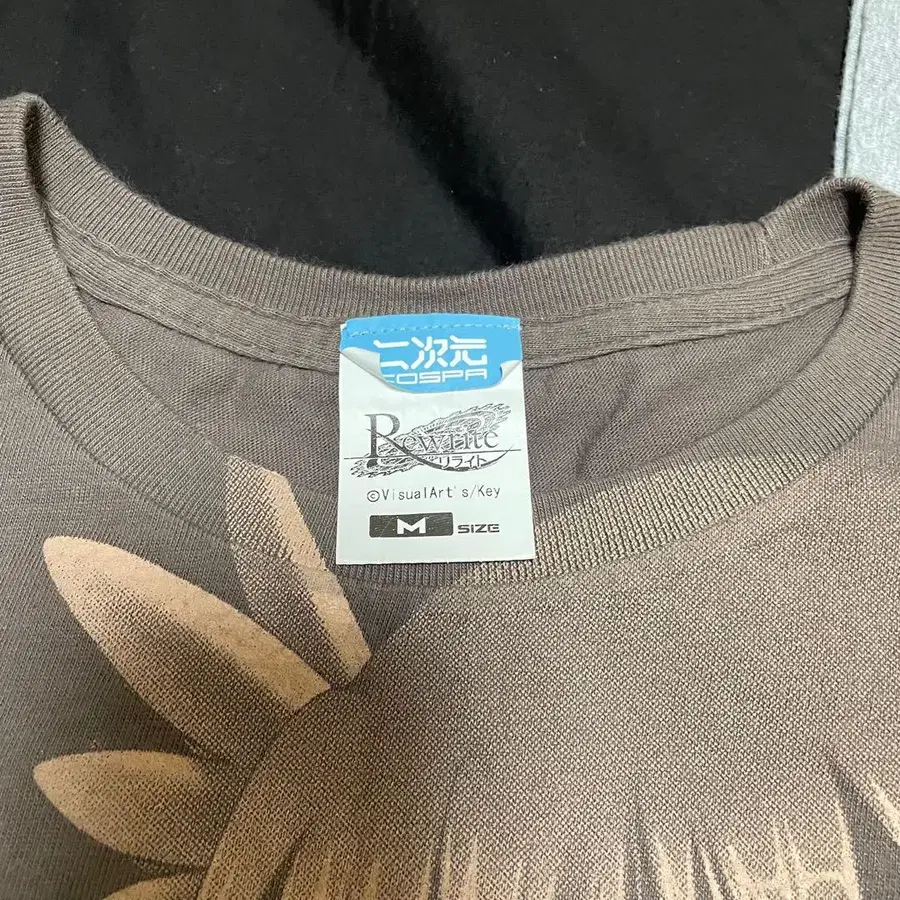 二次元
COSPA
Rewrite
リライト
©VisualArt's/Key
M SIZE